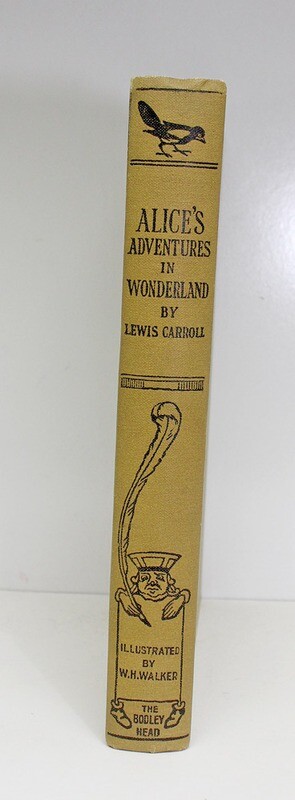 ALICE'S
ADVENTURES
IN
WONDERLAND
BY
LEWIS CARROLL
ILLUSTRATED
BY
W.H.WALKER
THE
BODLEY
HEAD